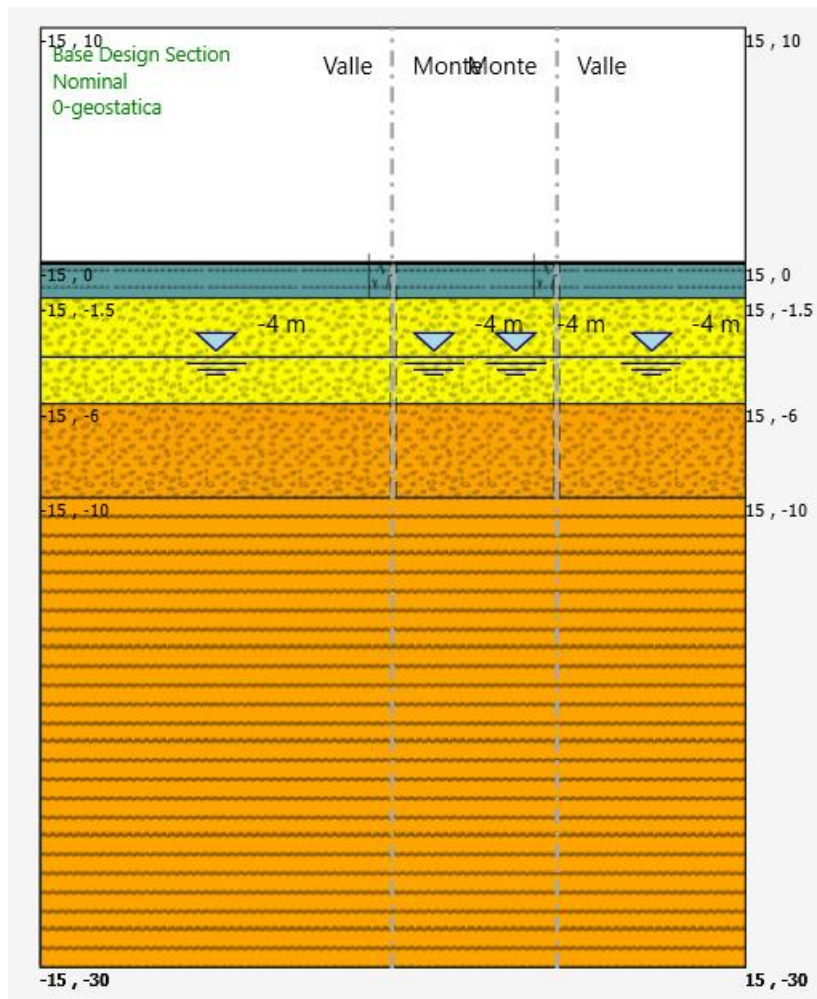 -15 , 10
15 , 10
Base Design Section
Nominal
0-geostatica
Valle
Monte
Monte
Valle
-15 , 0
15 , 0
-15 , -1.5
15 , -1.5
-4 m
-4 m
-4 m
-4 m
-15 , -6
15 , -6
-15 , -10
15 , -10
-15 , -30
15 , -30